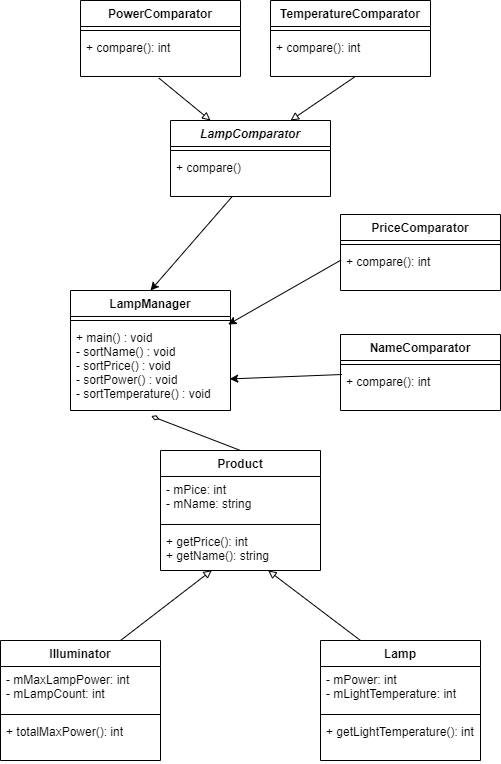 PowerComparator
+ compare(): int
TemperatureComparator
+ compare(): int
LampComparator
+ compare()
PriceComparator
+ compare(): int
LampManager
+ main() : void
- sortName() : void
- sortPrice() : void
- sortPower() : void
- sortTemperature() : void
NameComparator
+ compare(): int
Product
- mPice: int
- mName: string
+ getPrice(): int
+ getName(): string
Illuminator
- mMaxLampPower: int
- mLampCount: int
+ totalMaxPower(): int
Lamp
- mPower: int
- mLightTemperature: int
+ getLightTemperature(): int